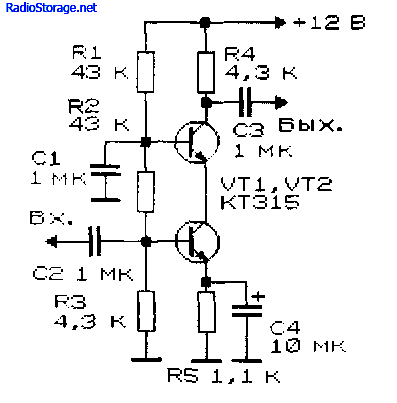 RadioStorage.net
+12 В
R1
43 К
R4
4,3 К
R2
43 К
Вых.
C3
1 МК
C1
1 МК
VT1,VT2
КТ315
Вх.
C2 1 МК
R3
4,3 К
+
C4
10 МК
R5 1,1 К